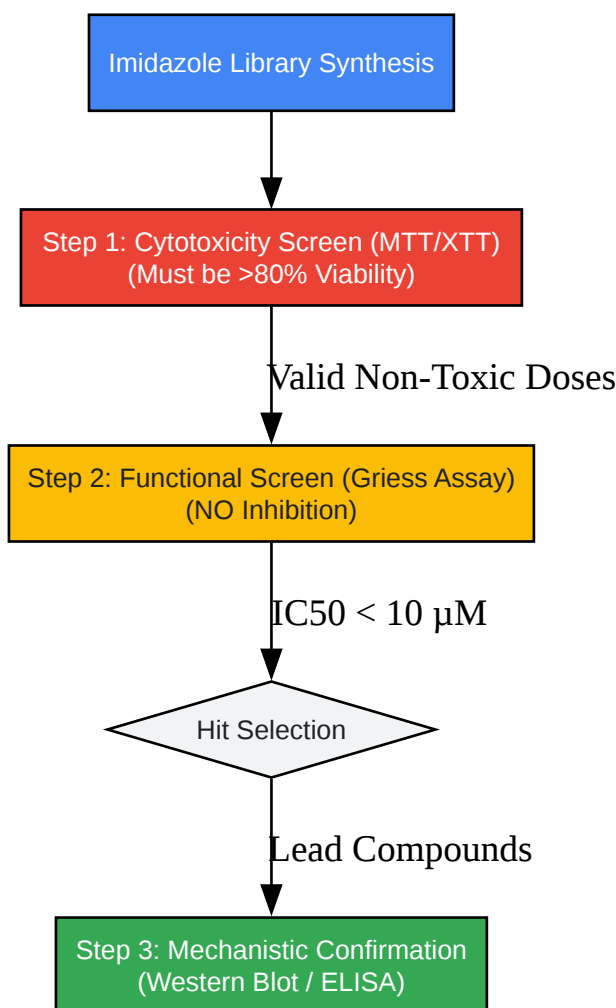 Imidazole Library Synthesis
Step 1: Cytotoxicity Screen (MTT/XTT)
(Must be >80% Viability)
Valid Non-Toxic Doses
Step 2: Functional Screen (Griess Assay)
(NO Inhibition)
IC50 < 10 µM
Hit Selection
Lead Compounds
Step 3: Mechanistic Confirmation
(Western Blot / ELISA)